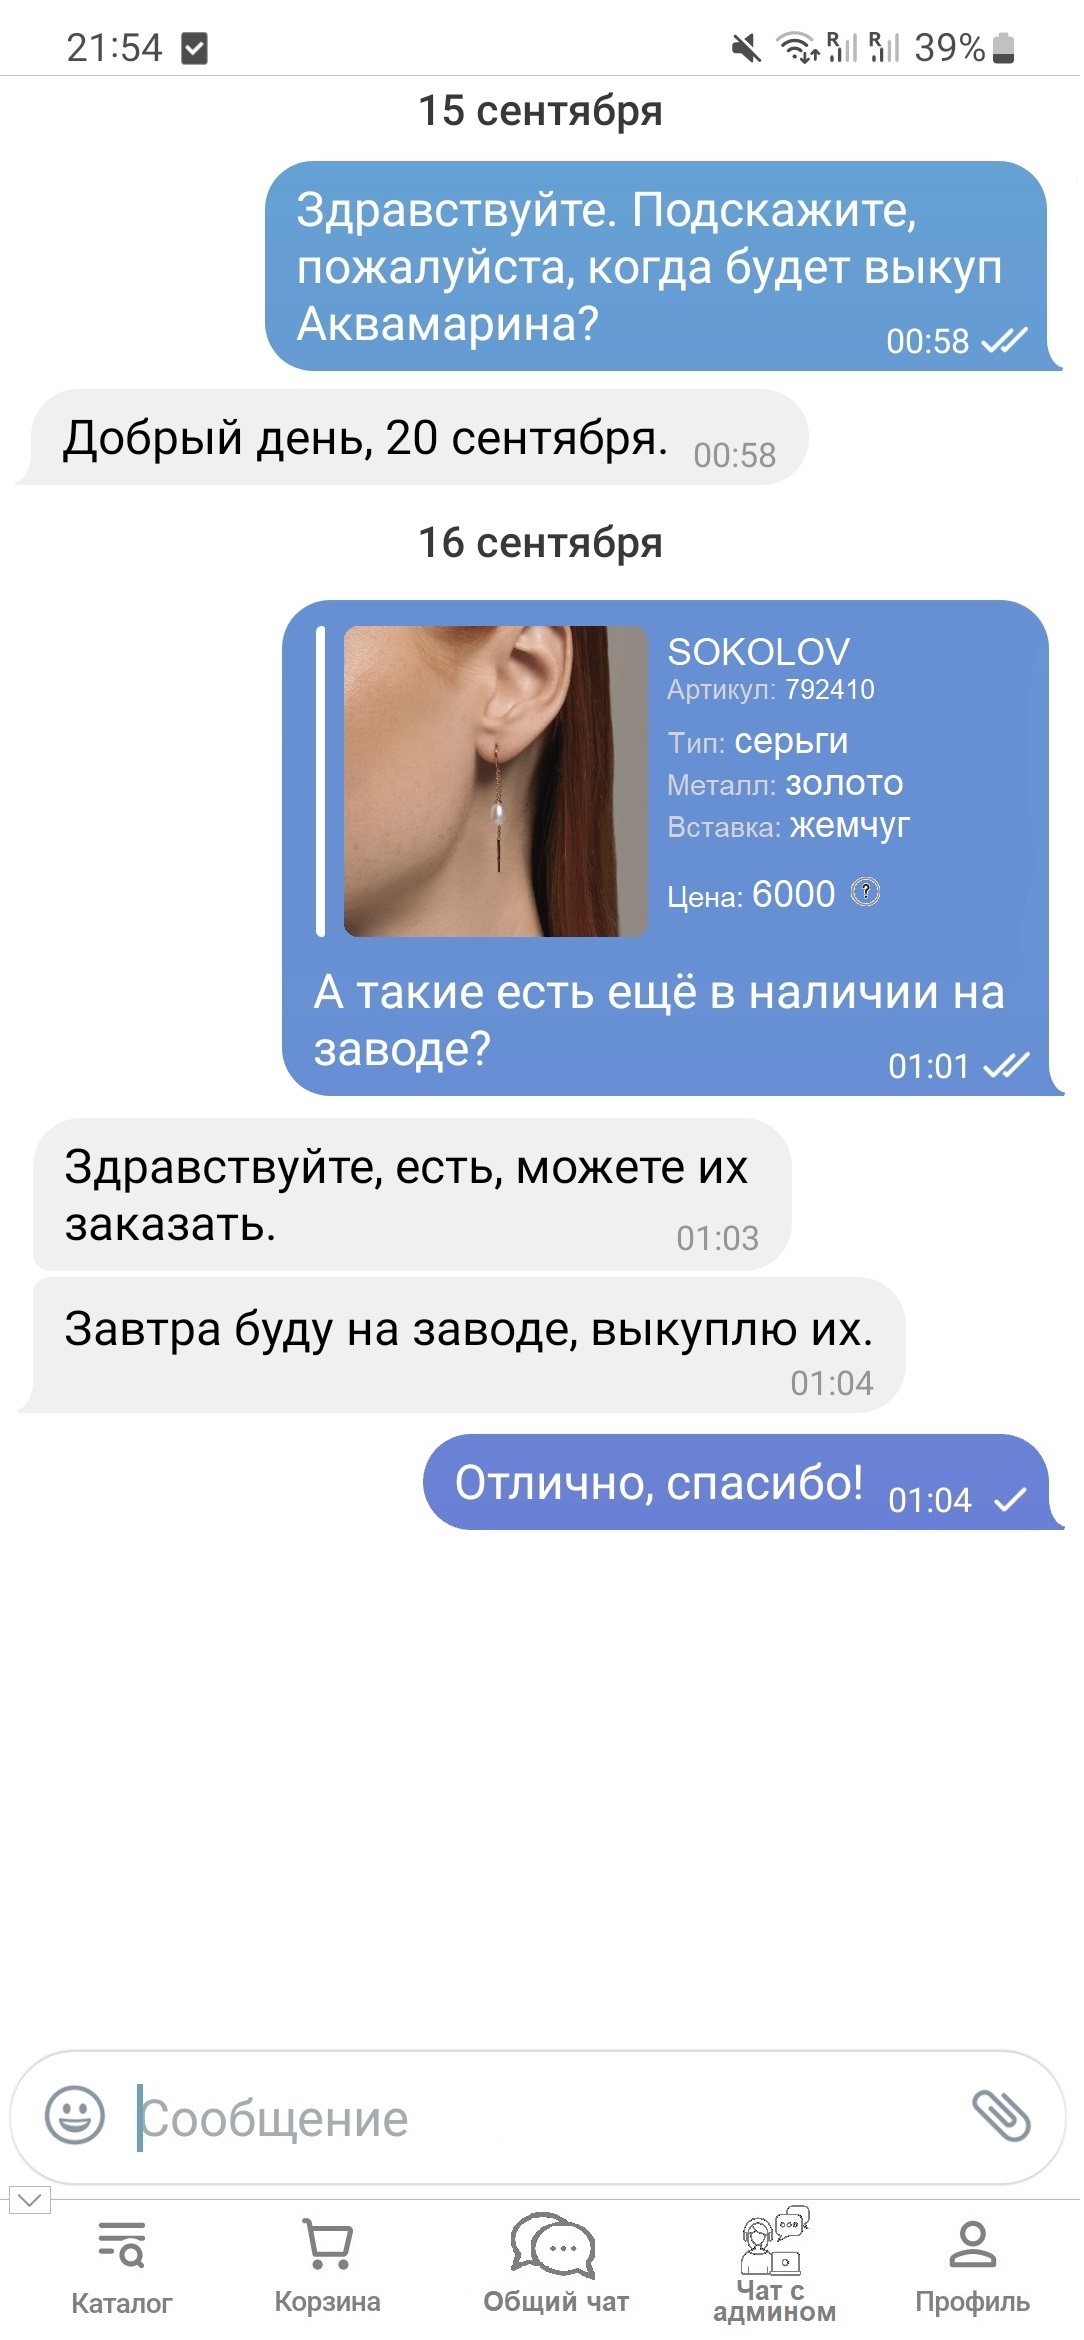 21:54
R R 39%
15 сентября
Здравствуйте. Подскажите,
пожалуйста, когда будет выкуп
Аквамарина?
00:58
Добрый день, 20 сентября. 00:58
16 сентября
SOKOLOV
Артикул: 792410
Тип: серьги
Металл: золото
Вставка: жемчуг
Цена: 6000 ?
А такие есть ещё в наличии на
заводе?
01:01
Здравствуйте, есть, можете их
заказать.
01:03
Завтра буду на заводе, выкуплю их.
01:04
Отлично, спасибо! 01:04
Сообщение
Каталог
Корзина
Общий чат
Чат с
админом
Профиль